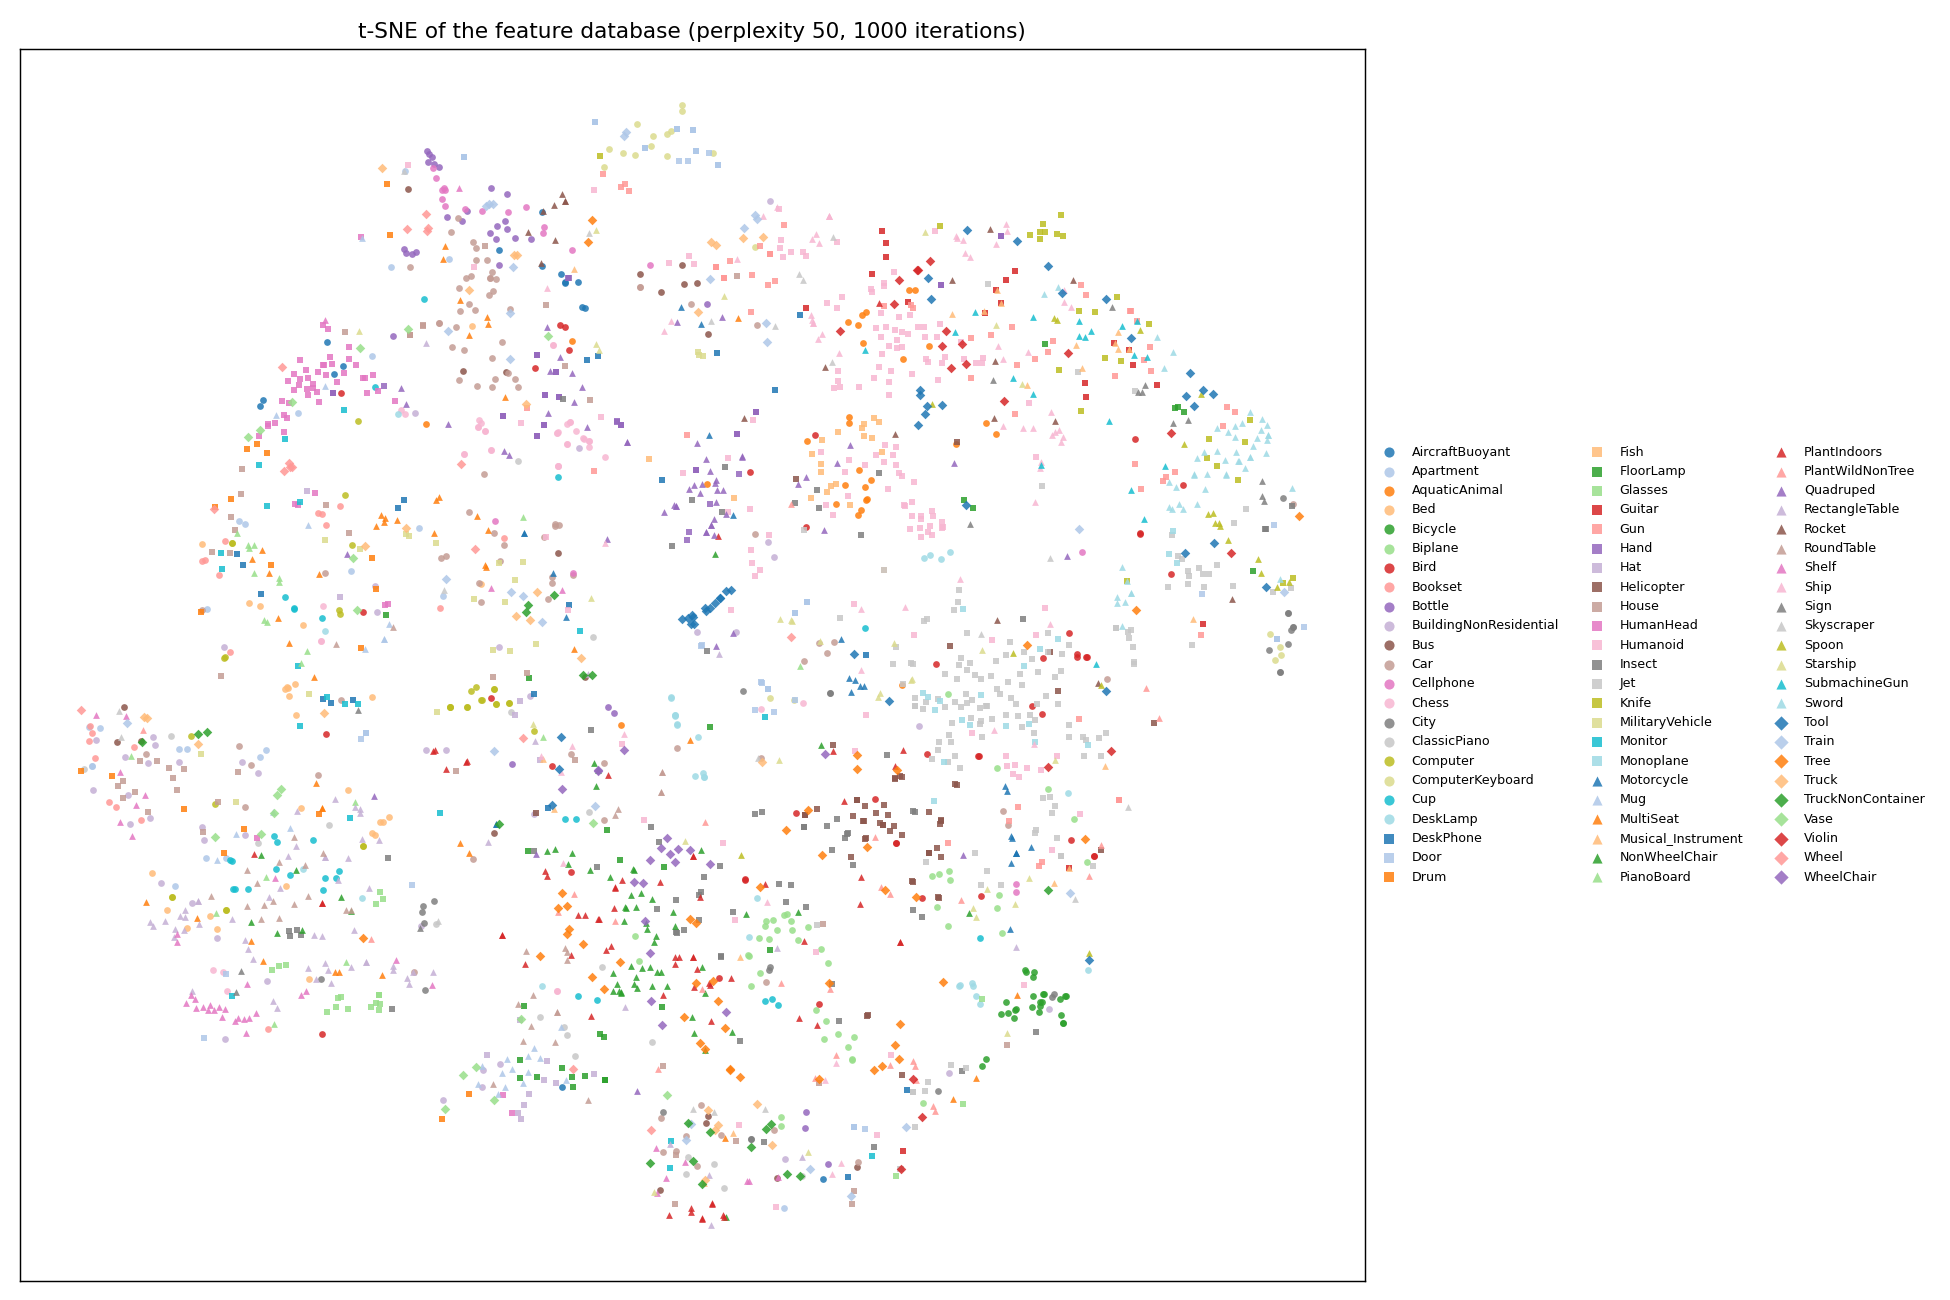 t-SNE of the feature database (perplexity 50, 1000 iterations)
AircraftBuoyant
Apartment
AquaticAnimal
Bed
Bicycle
Biplane
Bird
Bookset
Bottle
BuildingNonResidential
Bus
Car
Cellphone
Chess
City
ClassicPiano
Computer
ComputerKeyboard
Cup
DeskLamp
DeskPhone
Door
Drum
Fish
FloorLamp
Glasses
Guitar
Gun
Hand
Hat
Helicopter
House
HumanHead
Humanoid
Insect
Jet
Knife
MilitaryVehicle
Monitor
Monoplane
Motorcycle
Mug
MultiSeat
Musical_Instrument
NonWheelChair
PianoBoard
PlantIndoors
PlantWildNonTree
Quadruped
RectangleTable
Rocket
RoundTable
Shelf
Ship
Sign
Skyscraper
Spoon
Starship
SubmachineGun
Sword
Tool
Train
Tree
Truck
TruckNonContainer
Vase
Violin
Wheel
WheelChair